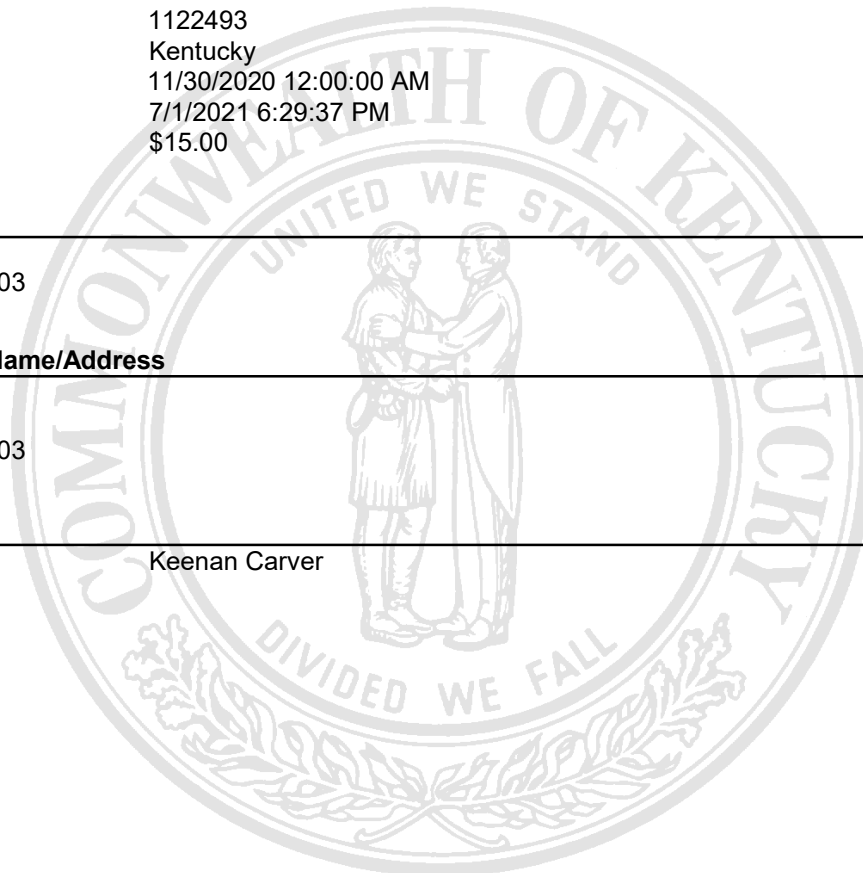 1122493
Kentucky
11/30/2020 12:00:00 AM
7/1/2021 6:29:37 PM
$15.00
COMMONWEALTH OF KENTUCKY
UNITED WE STAND
03
Name/Address
03
Keenan Carver
DIVIDED WE FALL